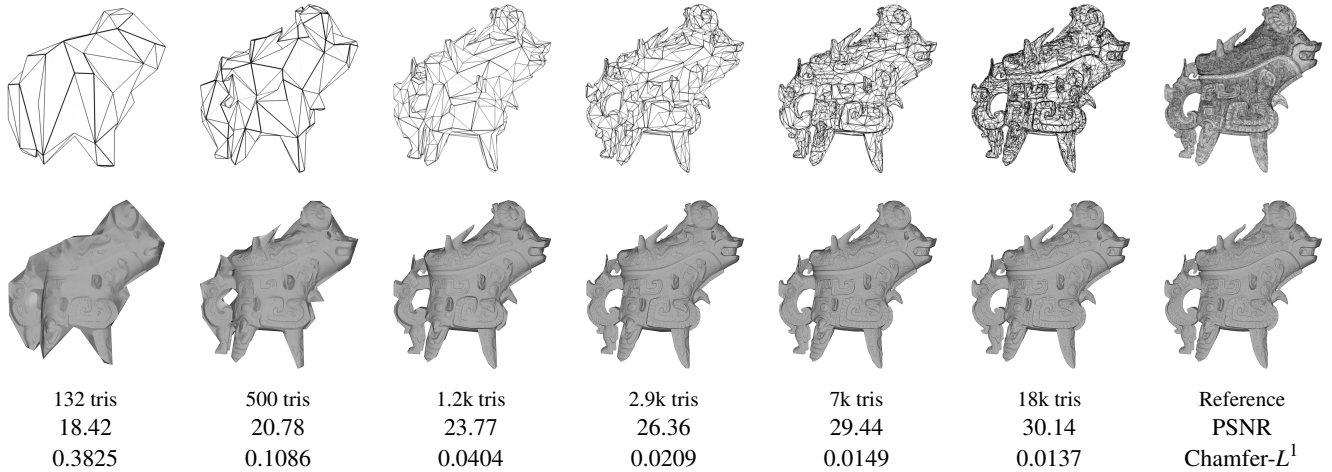 132 tris 500 tris 1.2k tris 2.9k tris 7k tris 18k tris Reference
18.42 20.78 23.77 26.36 29.44 30.14 PSNR
0.3825 0.1086 0.0404 0.0209 0.0149 0.0137 Chamfer-L¹